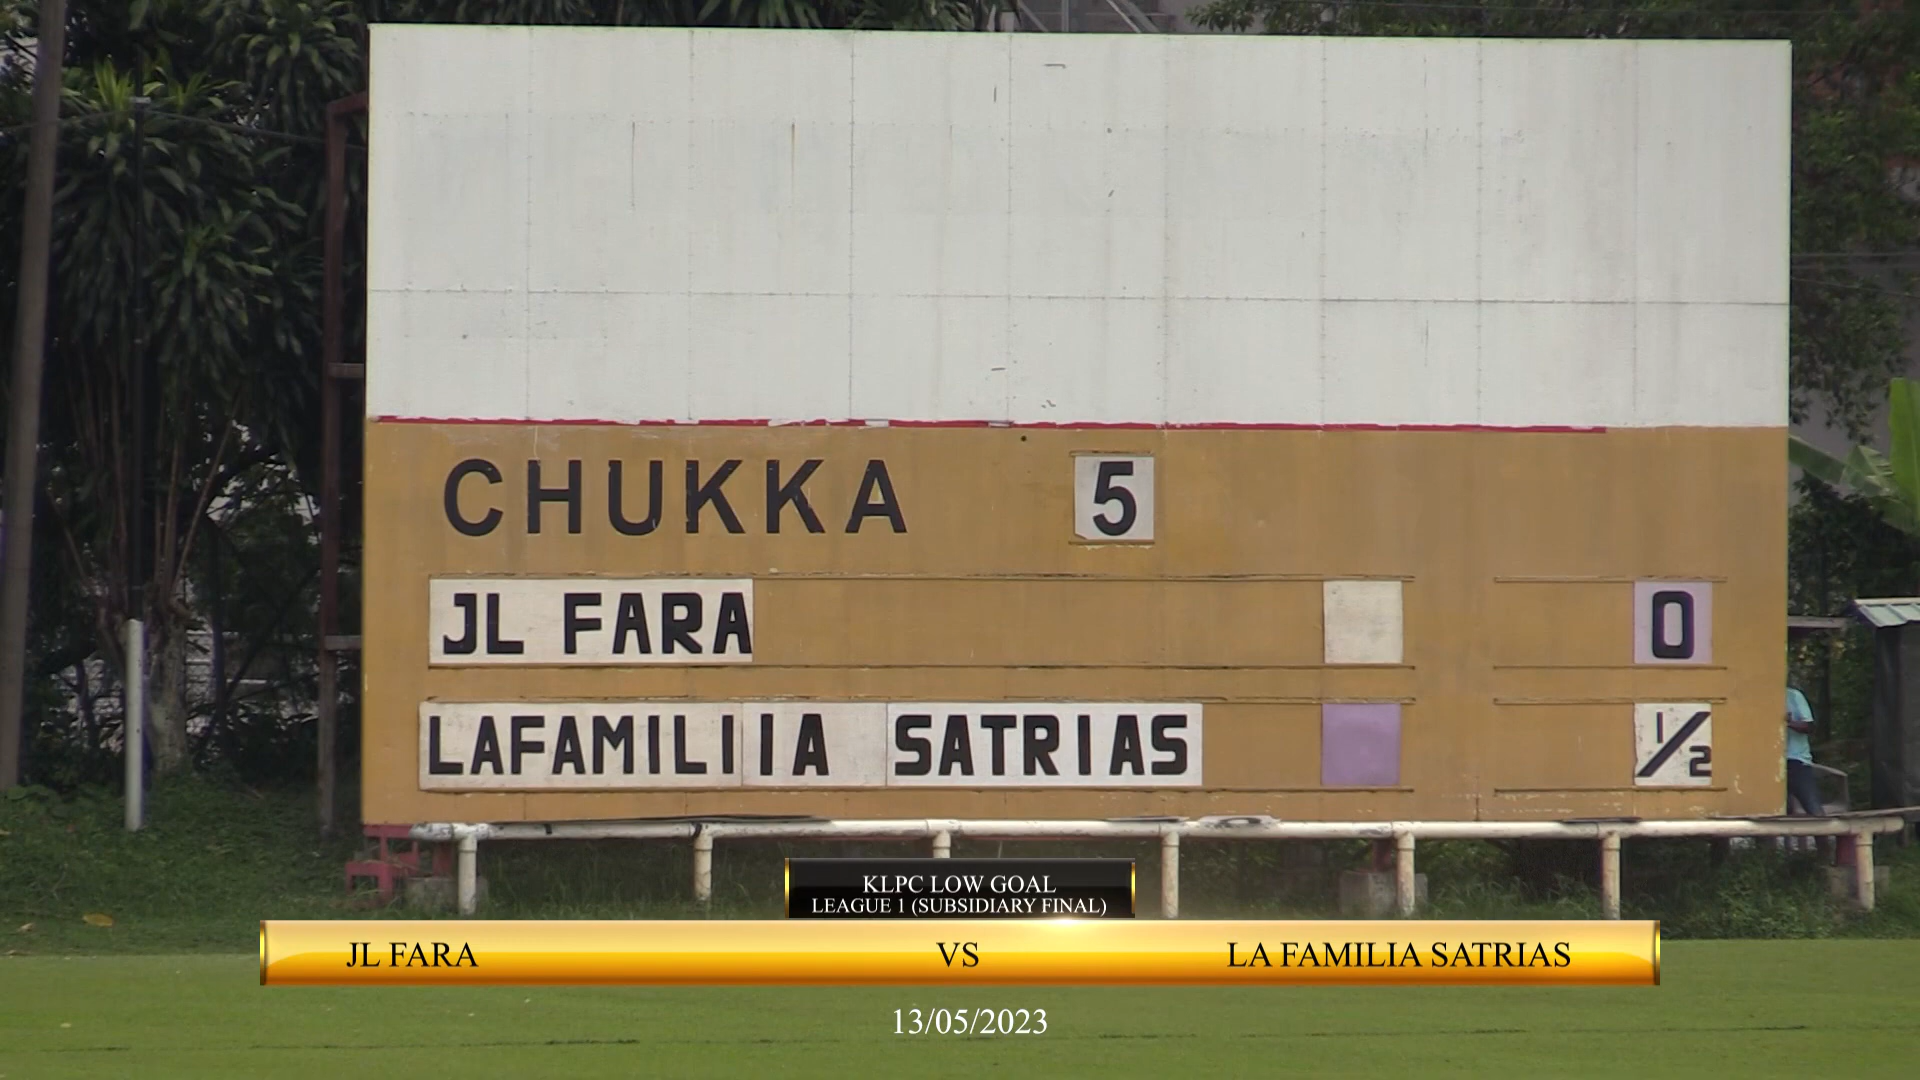 CHUKKA 5
JL FARA 0
LAFAMILIIA SATRIAS 1/2
KLPC LOW GOAL
LEAGUE 1 (SUBSIDIARY FINAL)
JL FARA VS LA FAMILIA SATRIAS
13/05/2023